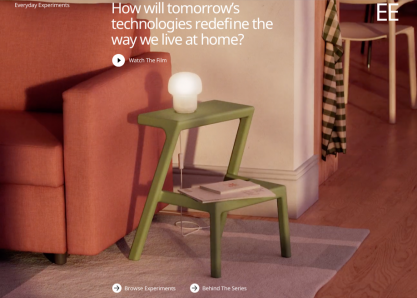 Everyday Experiments
How will tomorrow's
technologies redefine the
way we live at home?
EE
Watch The Film
Browse Experiments
Behind The Series